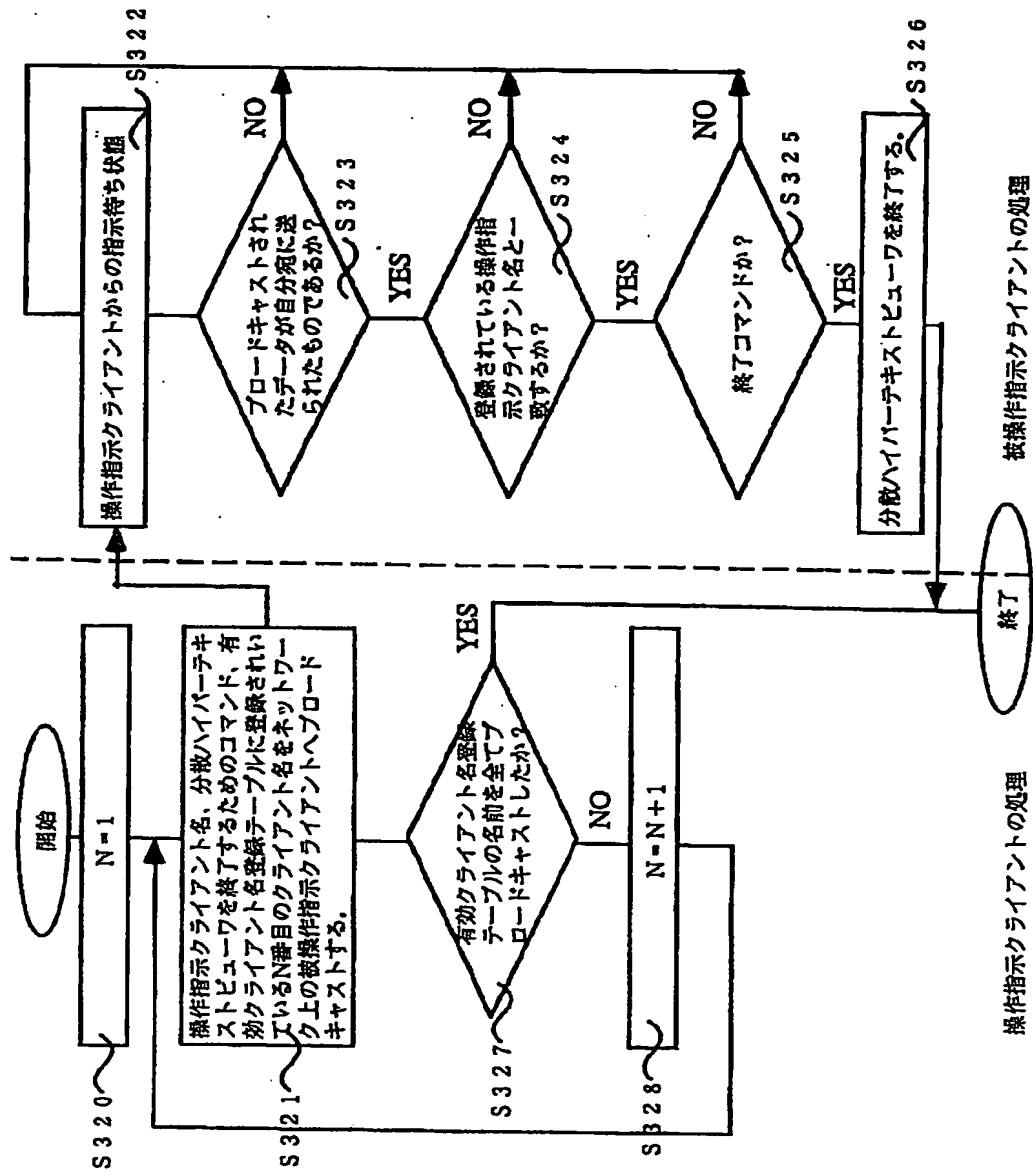 開始
S320
N=1
S321
操作指示クライアント名、分散ハイパーテキ
ストビューワを終了するためのコマンド、有
効クライアント名登録テーブルに登録されい
ているN番目のクライアント名をネットワー
ク上の被操作指示クライアントへブロード
キャストする。
S327
有効クライアント名登録
テーブルの名前を全てブ
ロードキャストしたか?
YES
NO
S328
N=N+1
操作指示クライアントの処理
操作指示クライアントからの指示待ち状態
S322
ブロードキャストされ
たデータが自分宛に送
られたものであるか?
NO
S323
YES
登録されている操作指
示クライアント名と一
致するか?
NO
S324
YES
終了コマンドか?
NO
S325
YES
分散ハイパーテキストビューワを終了する。
S326
終了
被操作指示クライアントの処理